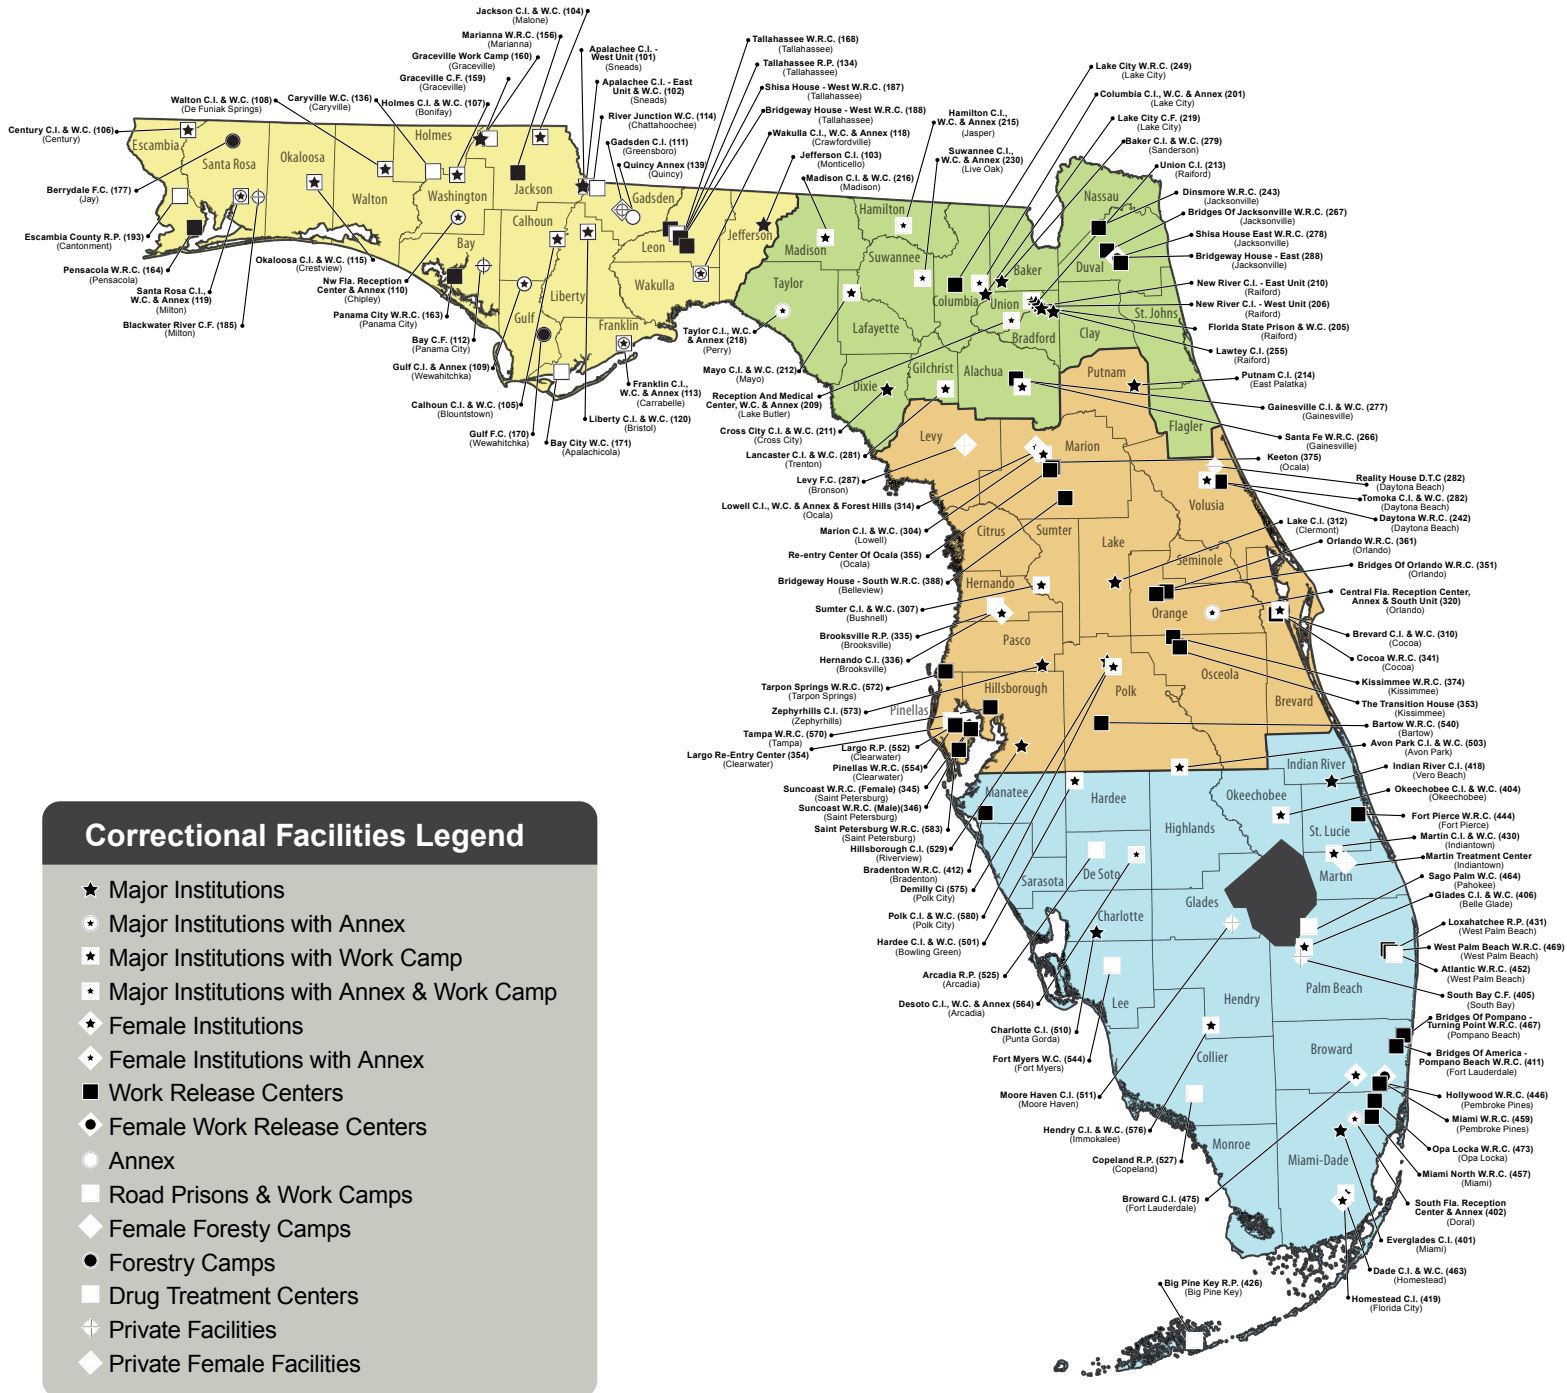 Jackson C.I. & W.C. (104)
(Malone)
Marianna W.R.C. (156)
(Marianna)
Graceville Work Camp (160)
(Graceville)
Graceville C.F. (159)
(Graceville)
Holmes C.I. & W.C. (107)
(Bonifay)
Caryville W.C. (136)
(Caryville)
Walton C.I. & W.C. (108)
(De Funiak Springs)
Century C.I. & W.C. (106)
(Century)
Berrydale F.C. (177)
(Jay)
Escambia County R.P. (193)
(Cantonment)
Pensacola W.R.C. (164)
(Pensacola)
Santa Rosa C.I.,
W.C. & Annex (119)
(Milton)
Blackwater River C.F. (185)
(Milton)
Okaloosa C.I. & W.C. (115)
(Crestview)
Nw Fla. Reception
Center & Annex (110)
(Chipley)
Panama City W.R.C. (163)
(Panama City)
Bay C.F. (112)
(Panama City)
Gulf C.I. & Annex (109)
(Wewahitchka)
Calhoun C.I. & W.C. (105)
(Blountstown)
Gulf F.C. (170)
(Wewahitchka)
Bay City W.C. (171)
(Apalachicola)
Liberty C.I. & W.C. (120)
(Bristol)
Franklin C.I.,
W.C. & Annex (113)
(Carrabelle)
Apalachee C.I. -
West Unit (101)
(Sneads)
Apalachee C.I. - East
Unit & W.C. (102)
(Sneads)
River Junction W.C. (114)
(Chattahoochee)
Gadsden C.I. (111)
(Greensboro)
Quincy Annex (139)
(Quincy)
Tallahassee W.R.C. (168)
(Tallahassee)
Tallahassee R.P. (134)
(Tallahassee)
Shisa House - West W.R.C. (187)
(Tallahassee)
Bridgeway House - West W.R.C. (188)
(Tallahassee)
Wakulla C.I., W.C. & Annex (118)
(Crawfordville)
Jefferson C.I. (103)
(Monticello)
Madison C.I. & W.C. (216)
(Madison)
Hamilton C.I.,
W.C. & Annex (215)
(Jasper)
Suwannee C.I.,
W.C. & Annex (230)
(Live Oak)
Lake City W.R.C. (249)
(Lake City)
Columbia C.I., W.C. & Annex (201)
(Lake City)
Lake City C.F. (219)
(Lake City)
Baker C.I. & W.C. (279)
(Sanderson)
Union C.I. (213)
(Raiford)
Dinsmore W.R.C. (243)
(Jacksonville)
Bridges Of Jacksonville W.R.C. (267)
(Jacksonville)
Shisa House East W.R.C. (278)
(Jacksonville)
Bridgeway House - East (288)
(Jacksonville)
New River C.I. - East Unit (210)
(Raiford)
New River C.I. - West Unit (206)
(Raiford)
Florida State Prison & W.C. (205)
(Raiford)
Lawtey C.I. (255)
(Raiford)
Putnam C.I. (214)
(East Palatka)
Gainesville C.I. & W.C. (277)
(Gainesville)
Santa Fe W.R.C. (266)
(Gainesville)
Keeton (375)
(Ocala)
Reality House D.T.C (282)
(Daytona Beach)
Tomoka C.I. & W.C. (282)
(Daytona Beach)
Daytona W.R.C. (242)
(Daytona Beach)
Lake C.I. (312)
(Clermont)
Orlando W.R.C. (361)
(Orlando)
Bridges Of Orlando W.R.C. (351)
(Orlando)
Central Fla. Reception Center,
Annex & South Unit (320)
(Orlando)
Brevard C.I. & W.C. (310)
(Cocoa)
Cocoa W.R.C. (341)
(Cocoa)
Kissimmee W.R.C. (374)
(Kissimmee)
The Transition House (353)
(Kissimmee)
Bartow W.R.C. (540)
(Bartow)
Avon Park C.I. & W.C. (503)
(Avon Park)
Indian River C.I. (418)
(Vero Beach)
Okeechobee C.I. & W.C. (404)
(Okeechobee)
Fort Pierce W.R.C. (444)
(Fort Pierce)
Martin C.I. & W.C. (430)
(Indiantown)
Martin Treatment Center
(Indiantown)
Sago Palm W.C. (464)
(Pahokee)
Glades C.I. & W.C. (406)
(Belle Glade)
Loxahatchee R.P. (431)
(West Palm Beach)
West Palm Beach W.R.C. (469)
(West Palm Beach)
Atlantic W.R.C. (452)
(West Palm Beach)
South Bay C.F. (405)
(South Bay)
Bridges Of Pompano -
Turning Point W.R.C. (467)
(Pompano Beach)
Bridges Of America -
Pompano Beach W.R.C. (411)
(Fort Lauderdale)
Hollywood W.R.C. (446)
(Pembroke Pines)
Miami W.R.C. (459)
(Pembroke Pines)
Opa Locka W.R.C. (473)
(Opa Locka)
Miami North W.R.C. (457)
(Miami)
South Fla. Reception
Center & Annex (402)
(Doral)
Everglades C.I. (401)
(Miami)
Dade C.I. & W.C. (463)
(Homestead)
Homestead C.I. (419)
(Florida City)
Big Pine Key R.P. (426)
(Big Pine Key)
Taylor C.I., W.C.
& Annex (218)
(Perry)
Mayo C.I. & W.C. (212)
(Mayo)
Reception And Medical
Center, W.C. & Annex (209)
(Lake Butler)
Cross City C.I. & W.C. (211)
(Cross City)
Lancaster C.I. & W.C. (281)
(Trenton)
Levy F.C. (287)
(Bronson)
Lowell C.I., W.C. & Annex & Forest Hills (314)
(Ocala)
Marion C.I. & W.C. (304)
(Lowell)
Re-entry Center Of Ocala (355)
(Ocala)
Bridgeway House - South W.R.C. (388)
(Belleview)
Sumter C.I. & W.C. (307)
(Bushnell)
Brooksville R.P. (335)
(Brooksville)
Hernando C.I. (336)
(Brooksville)
Tarpon Springs W.R.C. (572)
(Tarpon Springs)
Zephyrhills C.I. (573)
(Zephyrhills)
Tampa W.R.C. (570)
(Tampa)
Largo Re-Entry Center (354)
(Clearwater)
Largo R.P. (552)
(Clearwater)
Pinellas W.R.C. (554)
(Clearwater)
Suncoast W.R.C. (Female) (345)
(Saint Petersburg)
Suncoast W.R.C. (Male)(346)
(Saint Petersburg)
Saint Petersburg W.R.C. (583)
(Saint Petersburg)
Hillsborough C.I. (529)
(Riverview)
Bradenton W.R.C. (412)
(Bradenton)
Demilly Ci (575)
(Polk City)
Polk C.I. & W.C. (580)
(Polk City)
Hardee C.I. & W.C. (501)
(Bowling Green)
Arcadia R.P. (525)
(Arcadia)
Desoto C.I., W.C. & Annex (564)
(Arcadia)
Charlotte C.I. (510)
(Punta Gorda)
Fort Myers W.C. (544)
(Fort Myers)
Moore Haven C.I. (511)
(Moore Haven)
Hendry C.I. & W.C. (576)
(Immokalee)
Copeland R.P. (527)
(Copeland)
Broward C.I. (475)
(Fort Lauderdale)
Escambia
Santa Rosa
Okaloosa
Walton
Holmes
Washington
Jackson
Bay
Calhoun
Gulf
Liberty
Gadsden
Leon
Wakulla
Franklin
Jefferson
Madison
Taylor
Hamilton
Suwannee
Lafayette
Dixie
Gilchrist
Columbia
Baker
Union
Bradford
Alachua
Nassau
Duval
Clay
St. Johns
Putnam
Flagler
Levy
Marion
Volusia
Citrus
Sumter
Lake
Seminole
Hernando
Orange
Pasco
Osceola
Polk
Brevard
Hillsborough
Pinellas
Manatee
Hardee
Indian River
Okeechobee
Highlands
St. Lucie
Martin
Sarasota
De Soto
Charlotte
Glades
Lee
Hendry
Palm Beach
Collier
Broward
Monroe
Miami-Dade
Correctional Facilities Legend
Major Institutions
Major Institutions with Annex
Major Institutions with Work Camp
Major Institutions with Annex & Work Camp
Female Institutions
Female Institutions with Annex
Work Release Centers
Female Work Release Centers
Annex
Road Prisons & Work Camps
Female Foresty Camps
Forestry Camps
Drug Treatment Centers
Private Facilities
Private Female Facilities